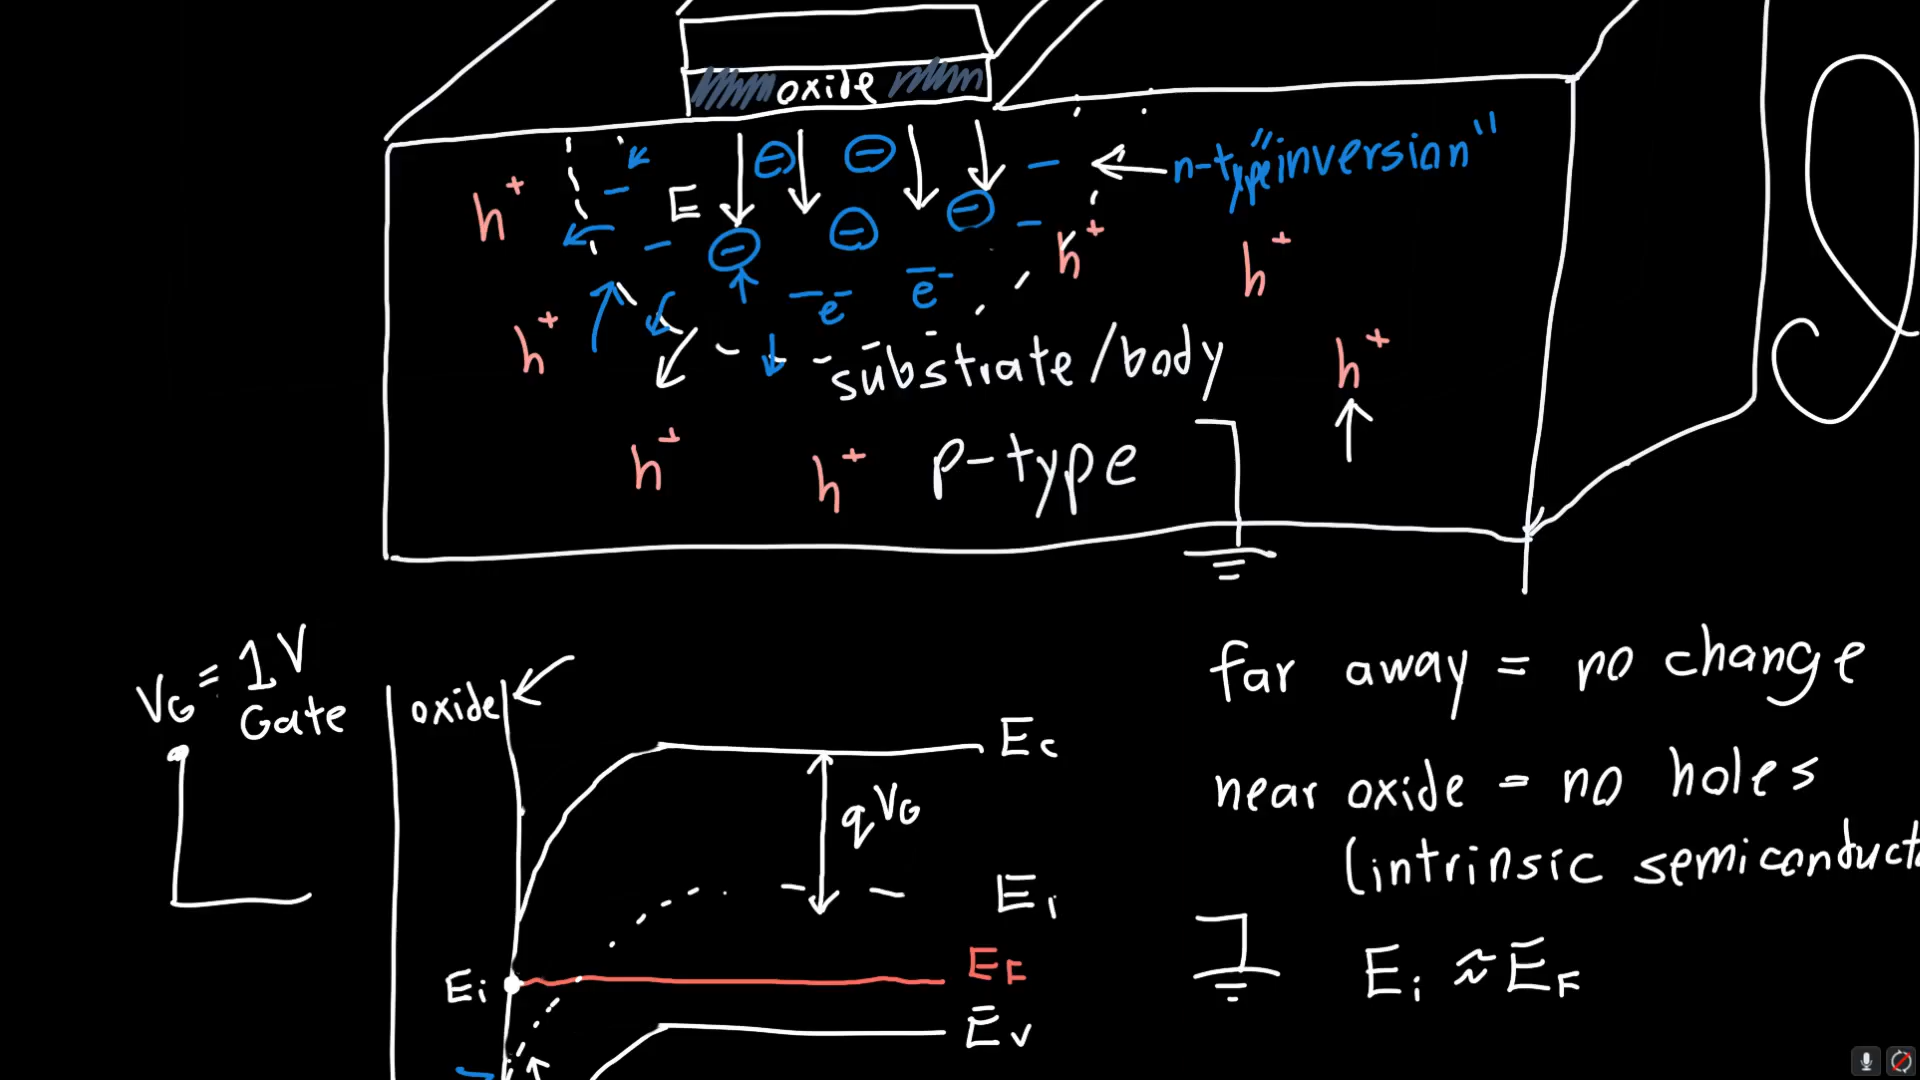 oxide
n-type "inversion"
h+
E
h+
h+
e-
e-
h+
substrate/body
h+
h+
h+
p-type
VG = 1V
Gate
oxide
Ec
qVG
Ei
EF
Ei
Ev
far away = no change
near oxide = no holes
(intrinsic semiconduct
Ei ≈ EF